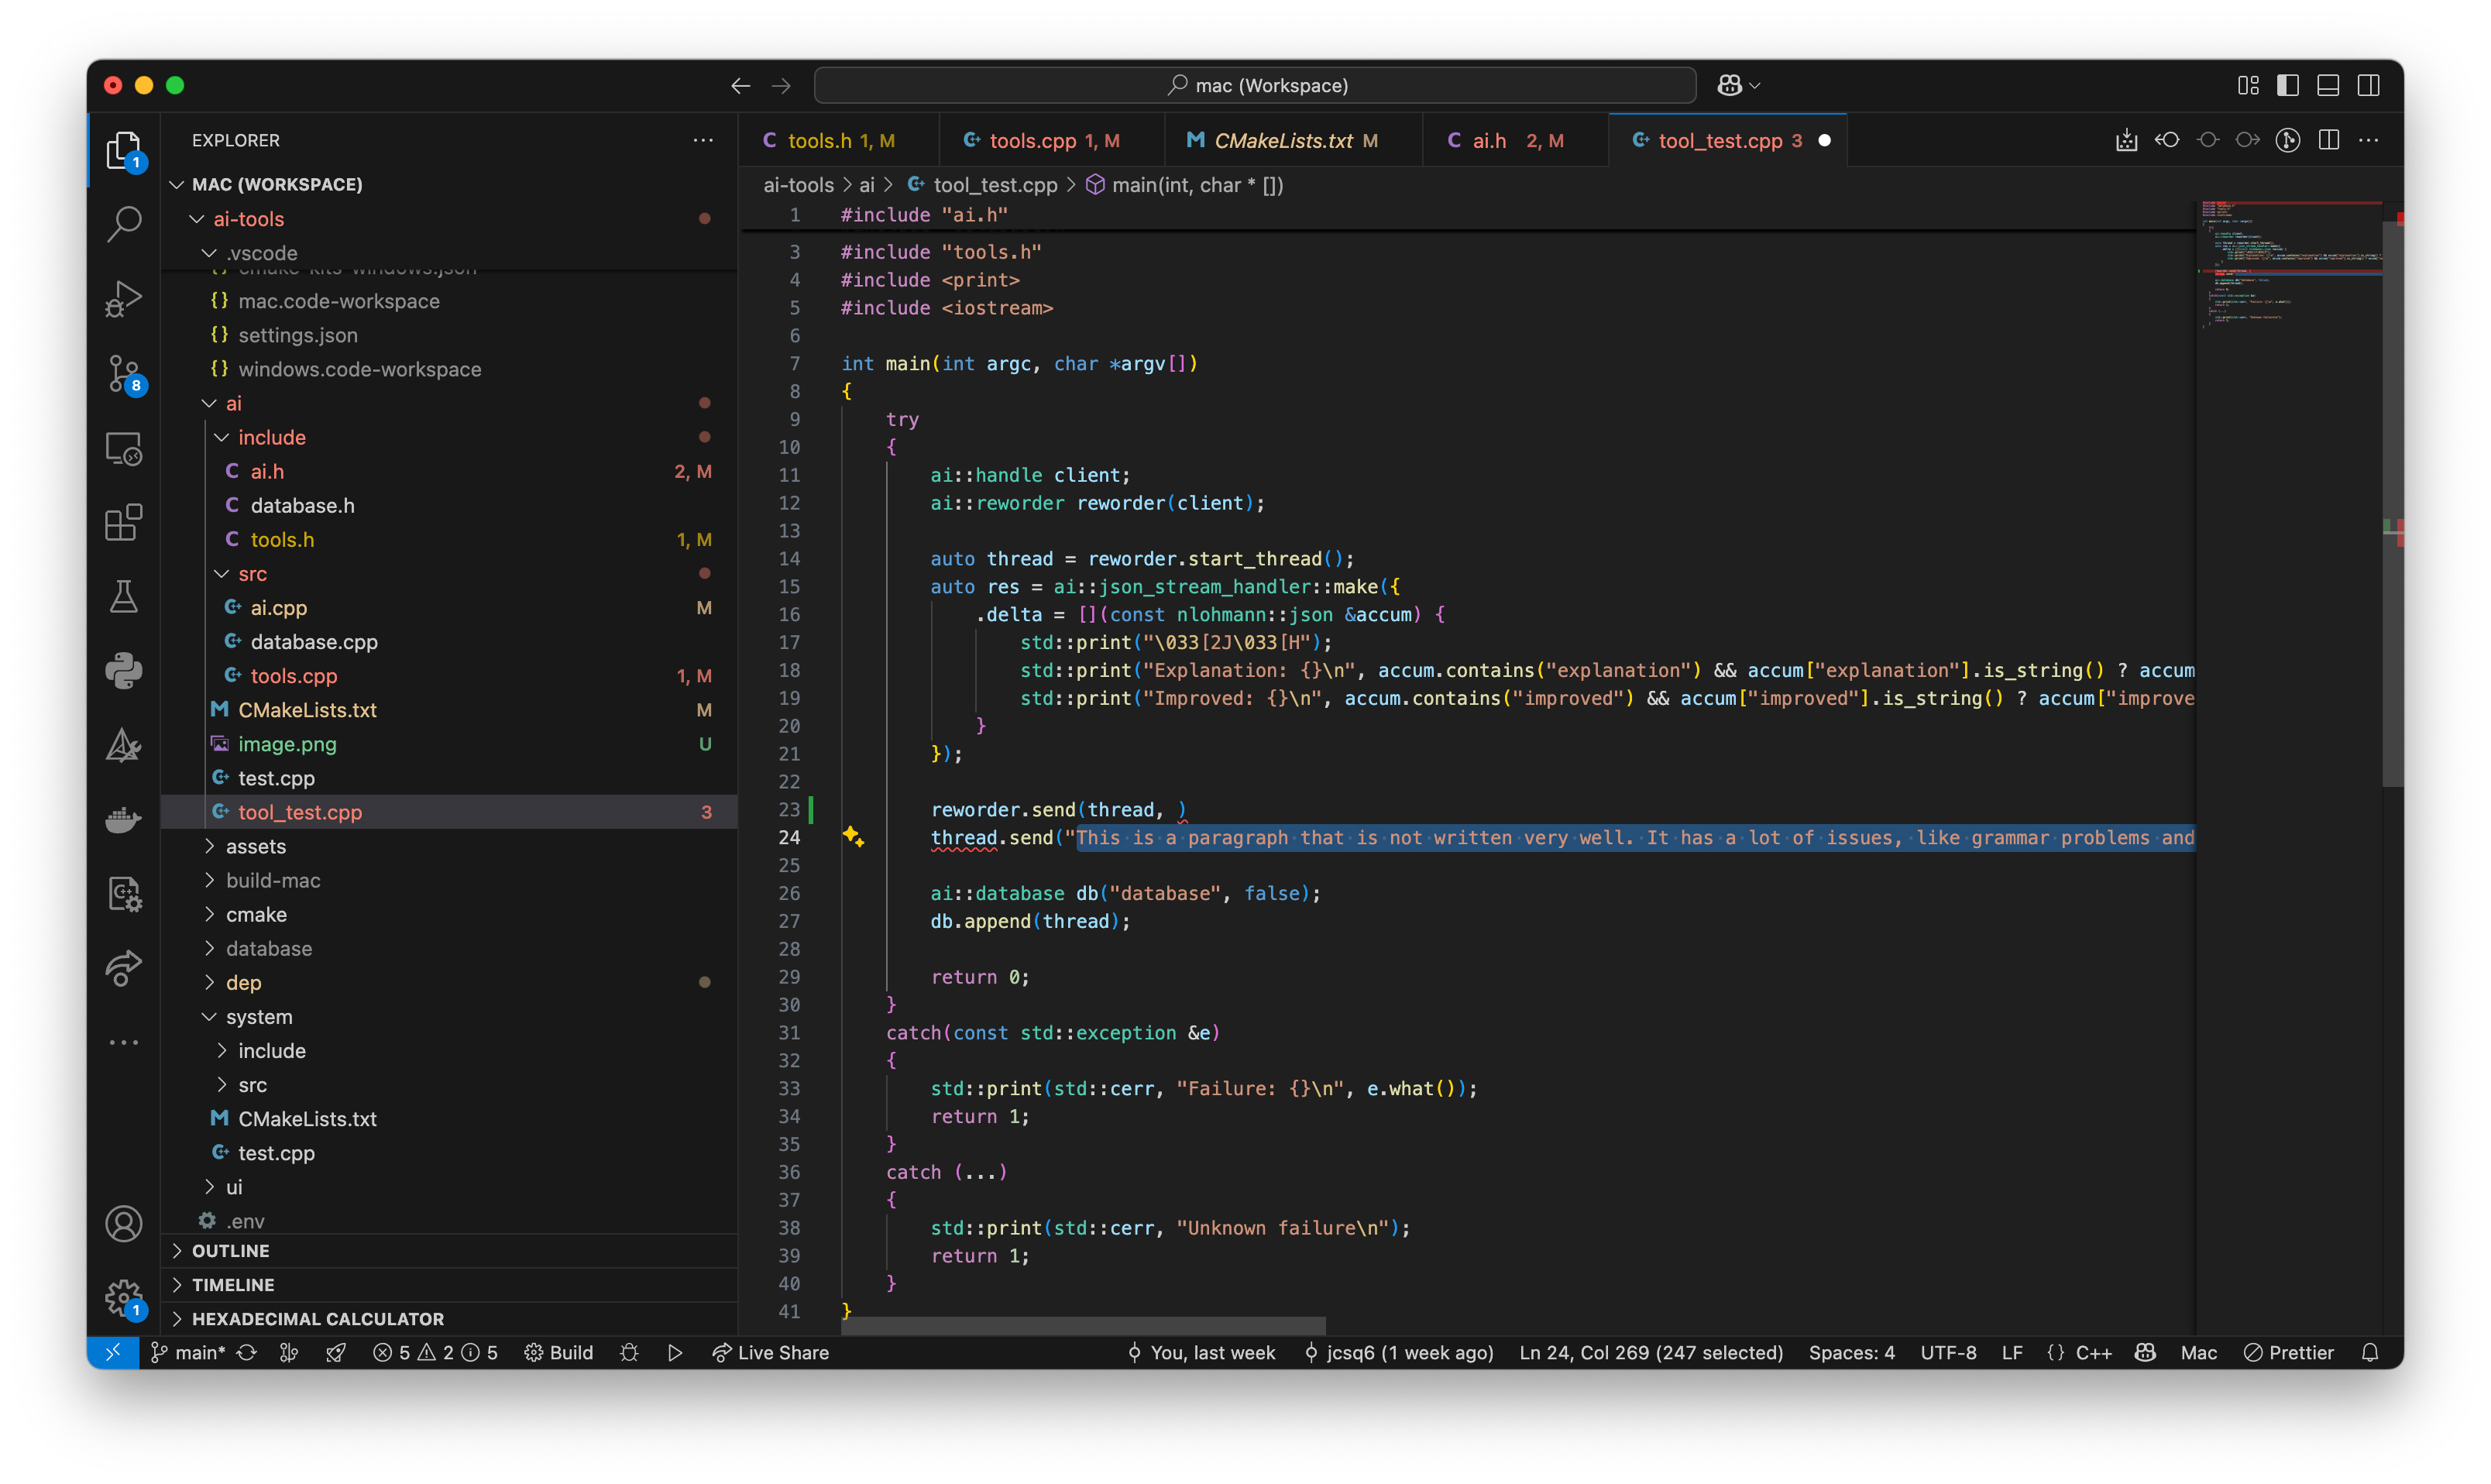 mac (Workspace)
EXPLORER
MAC (WORKSPACE)
ai-tools
.vscode
cmake-kits-windows.json
mac.code-workspace
settings.json
windows.code-workspace
ai
include
ai.h 2, M
database.h
tools.h 1, M
src
ai.cpp M
database.cpp
tools.cpp 1, M
CMakeLists.txt M
image.png U
test.cpp
tool_test.cpp 3
assets
build-mac
cmake
database
dep
system
include
src
CMakeLists.txt
test.cpp
ui
.env
OUTLINE
TIMELINE
HEXADECIMAL CALCULATOR
1
8
1
tools.h 1, M
tools.cpp 1, M
CMakeLists.txt M
ai.h 2, M
tool_test.cpp 3
ai-tools > ai > tool_test.cpp > main(int, char * [])
1 #include "ai.h"
3 #include "tools.h"
4 #include <print>
5 #include <iostream>
6
7 int main(int argc, char *argv[])
8 {
9 try
10 {
11 ai::handle client;
12 ai::reworder reworder(client);
13
14 auto thread = reworder.start_thread();
15 auto res = ai::json_stream_handler::make({
16 .delta = [](const nlohmann::json &accum) {
17 std::print("\033[2J\033[H");
18 std::print("Explanation: {}\n", accum.contains("explanation") && accum["explanation"].is_string() ? accum
19 std::print("Improved: {}\n", accum.contains("improved") && accum["improved"].is_string() ? accum["improve
20 }
21 });
22
23 reworder.send(thread, )
24 thread.send("This is a paragraph that is not written very well. It has a lot of issues, like grammar problems and
25
26 ai::database db("database", false);
27 db.append(thread);
28
29 return 0;
30 }
31 catch(const std::exception &e)
32 {
33 std::print(std::cerr, "Failure: {}\n", e.what());
34 return 1;
35 }
36 catch (...)
37 {
38 std::print(std::cerr, "Unknown failure\n");
39 return 1;
40 }
41 }
main* 5 2 5 Build Live Share You, last week jcsq6 (1 week ago) Ln 24, Col 269 (247 selected) Spaces: 4 UTF-8 LF {} C++ Mac Prettier